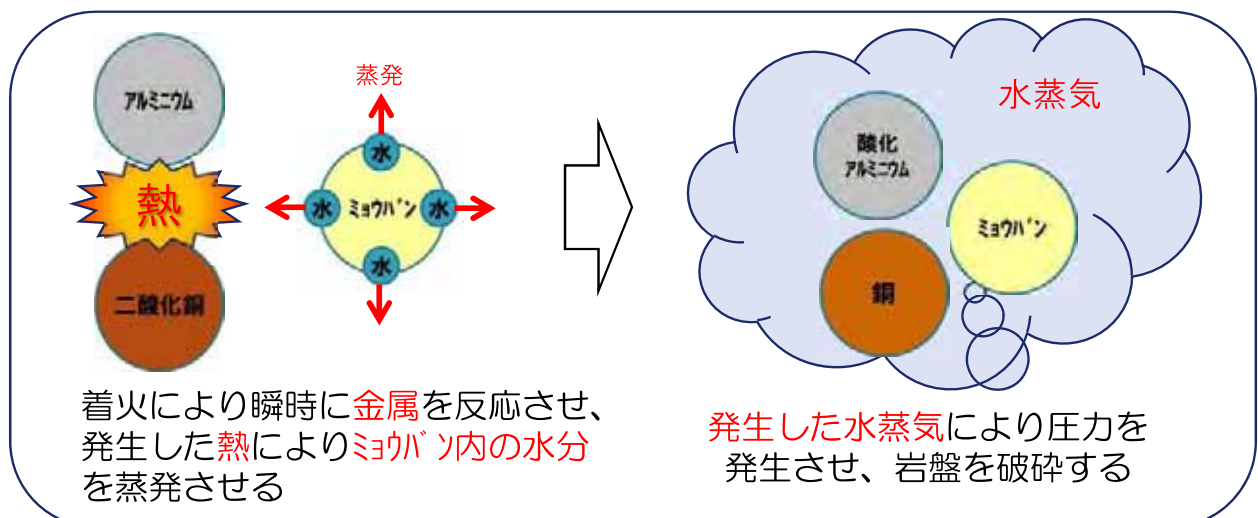 アルミニウム
熱
二酸化銅
蒸発
水
水
ミョウバン
水
水
水蒸気
酸化
アルミニウム
ミョウバン
銅
着火により瞬時に金属を反応させ、
発生した熱によりミョウバン内の水分
を蒸発させる
発生した水蒸気により圧力を
発生させ、岩盤を破砕する